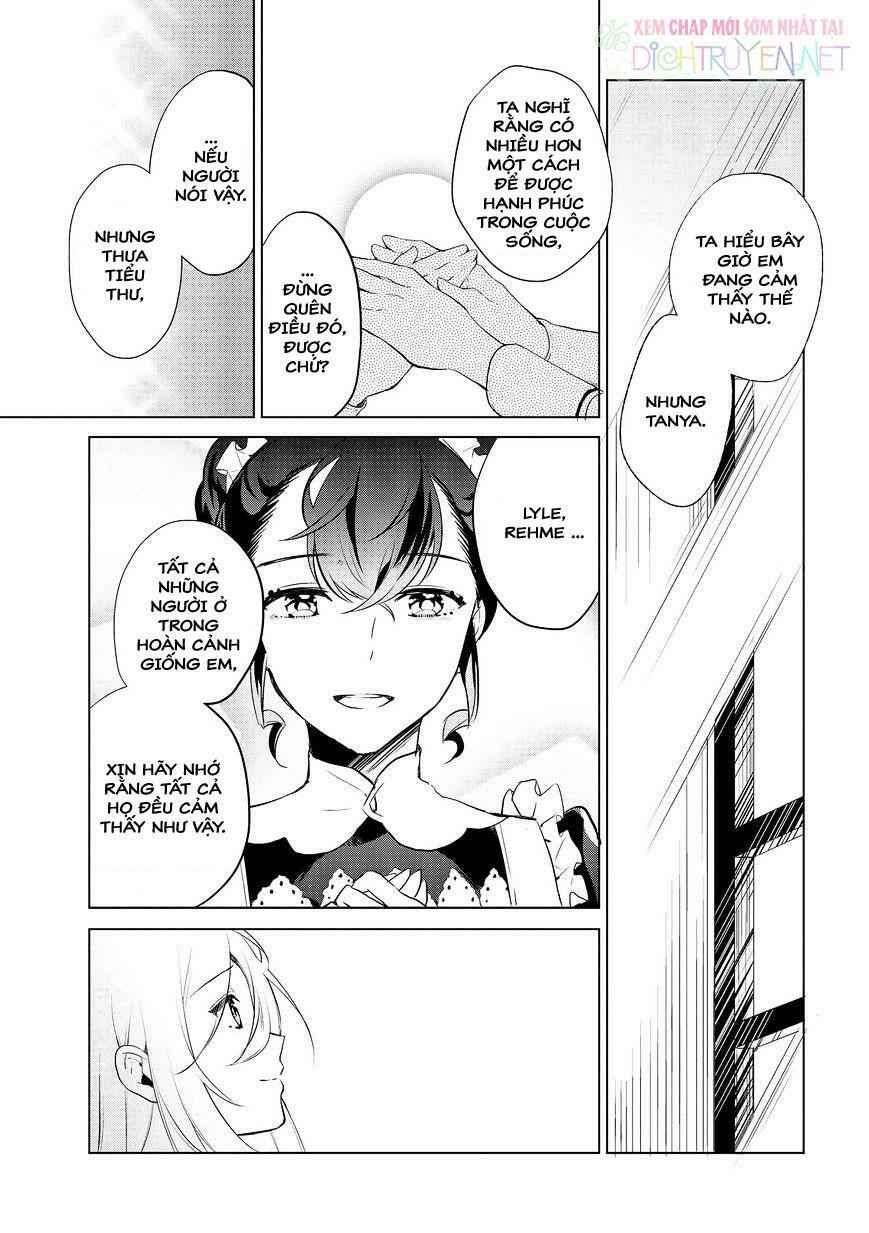 XEM CHAP MỚI SỚM NHẤT TẠI
DICHTRUYEN.NET
TA HIỂU BÂY
GIỜ EM
ĐANG CẢM
THẤY THẾ
NÀO.
NHƯNG
TANYA.
TA NGHĨ
RẰNG CÓ
NHIỀU HƠN
MỘT CÁCH
ĐỂ ĐƯỢC
HẠNH PHÚC
TRONG CUỘC
SỐNG,
...
ĐỪNG
QUÊN
ĐIỀU ĐÓ,
ĐƯỢC
CHỨ?
...
NẾU
NGƯỜI
NÓI VẬY.
NHƯNG
THƯA
TIỂU
THƯ,
LYLE,
REHME ...
TẤT CẢ
NHỮNG
NGƯỜI Ở
TRONG
HOÀN CẢNH
GIỐNG EM,
XIN HÃY NHỚ
RẰNG TẤT CẢ
HỌ ĐỀU CẢM
THẤY NHƯ VẬY.